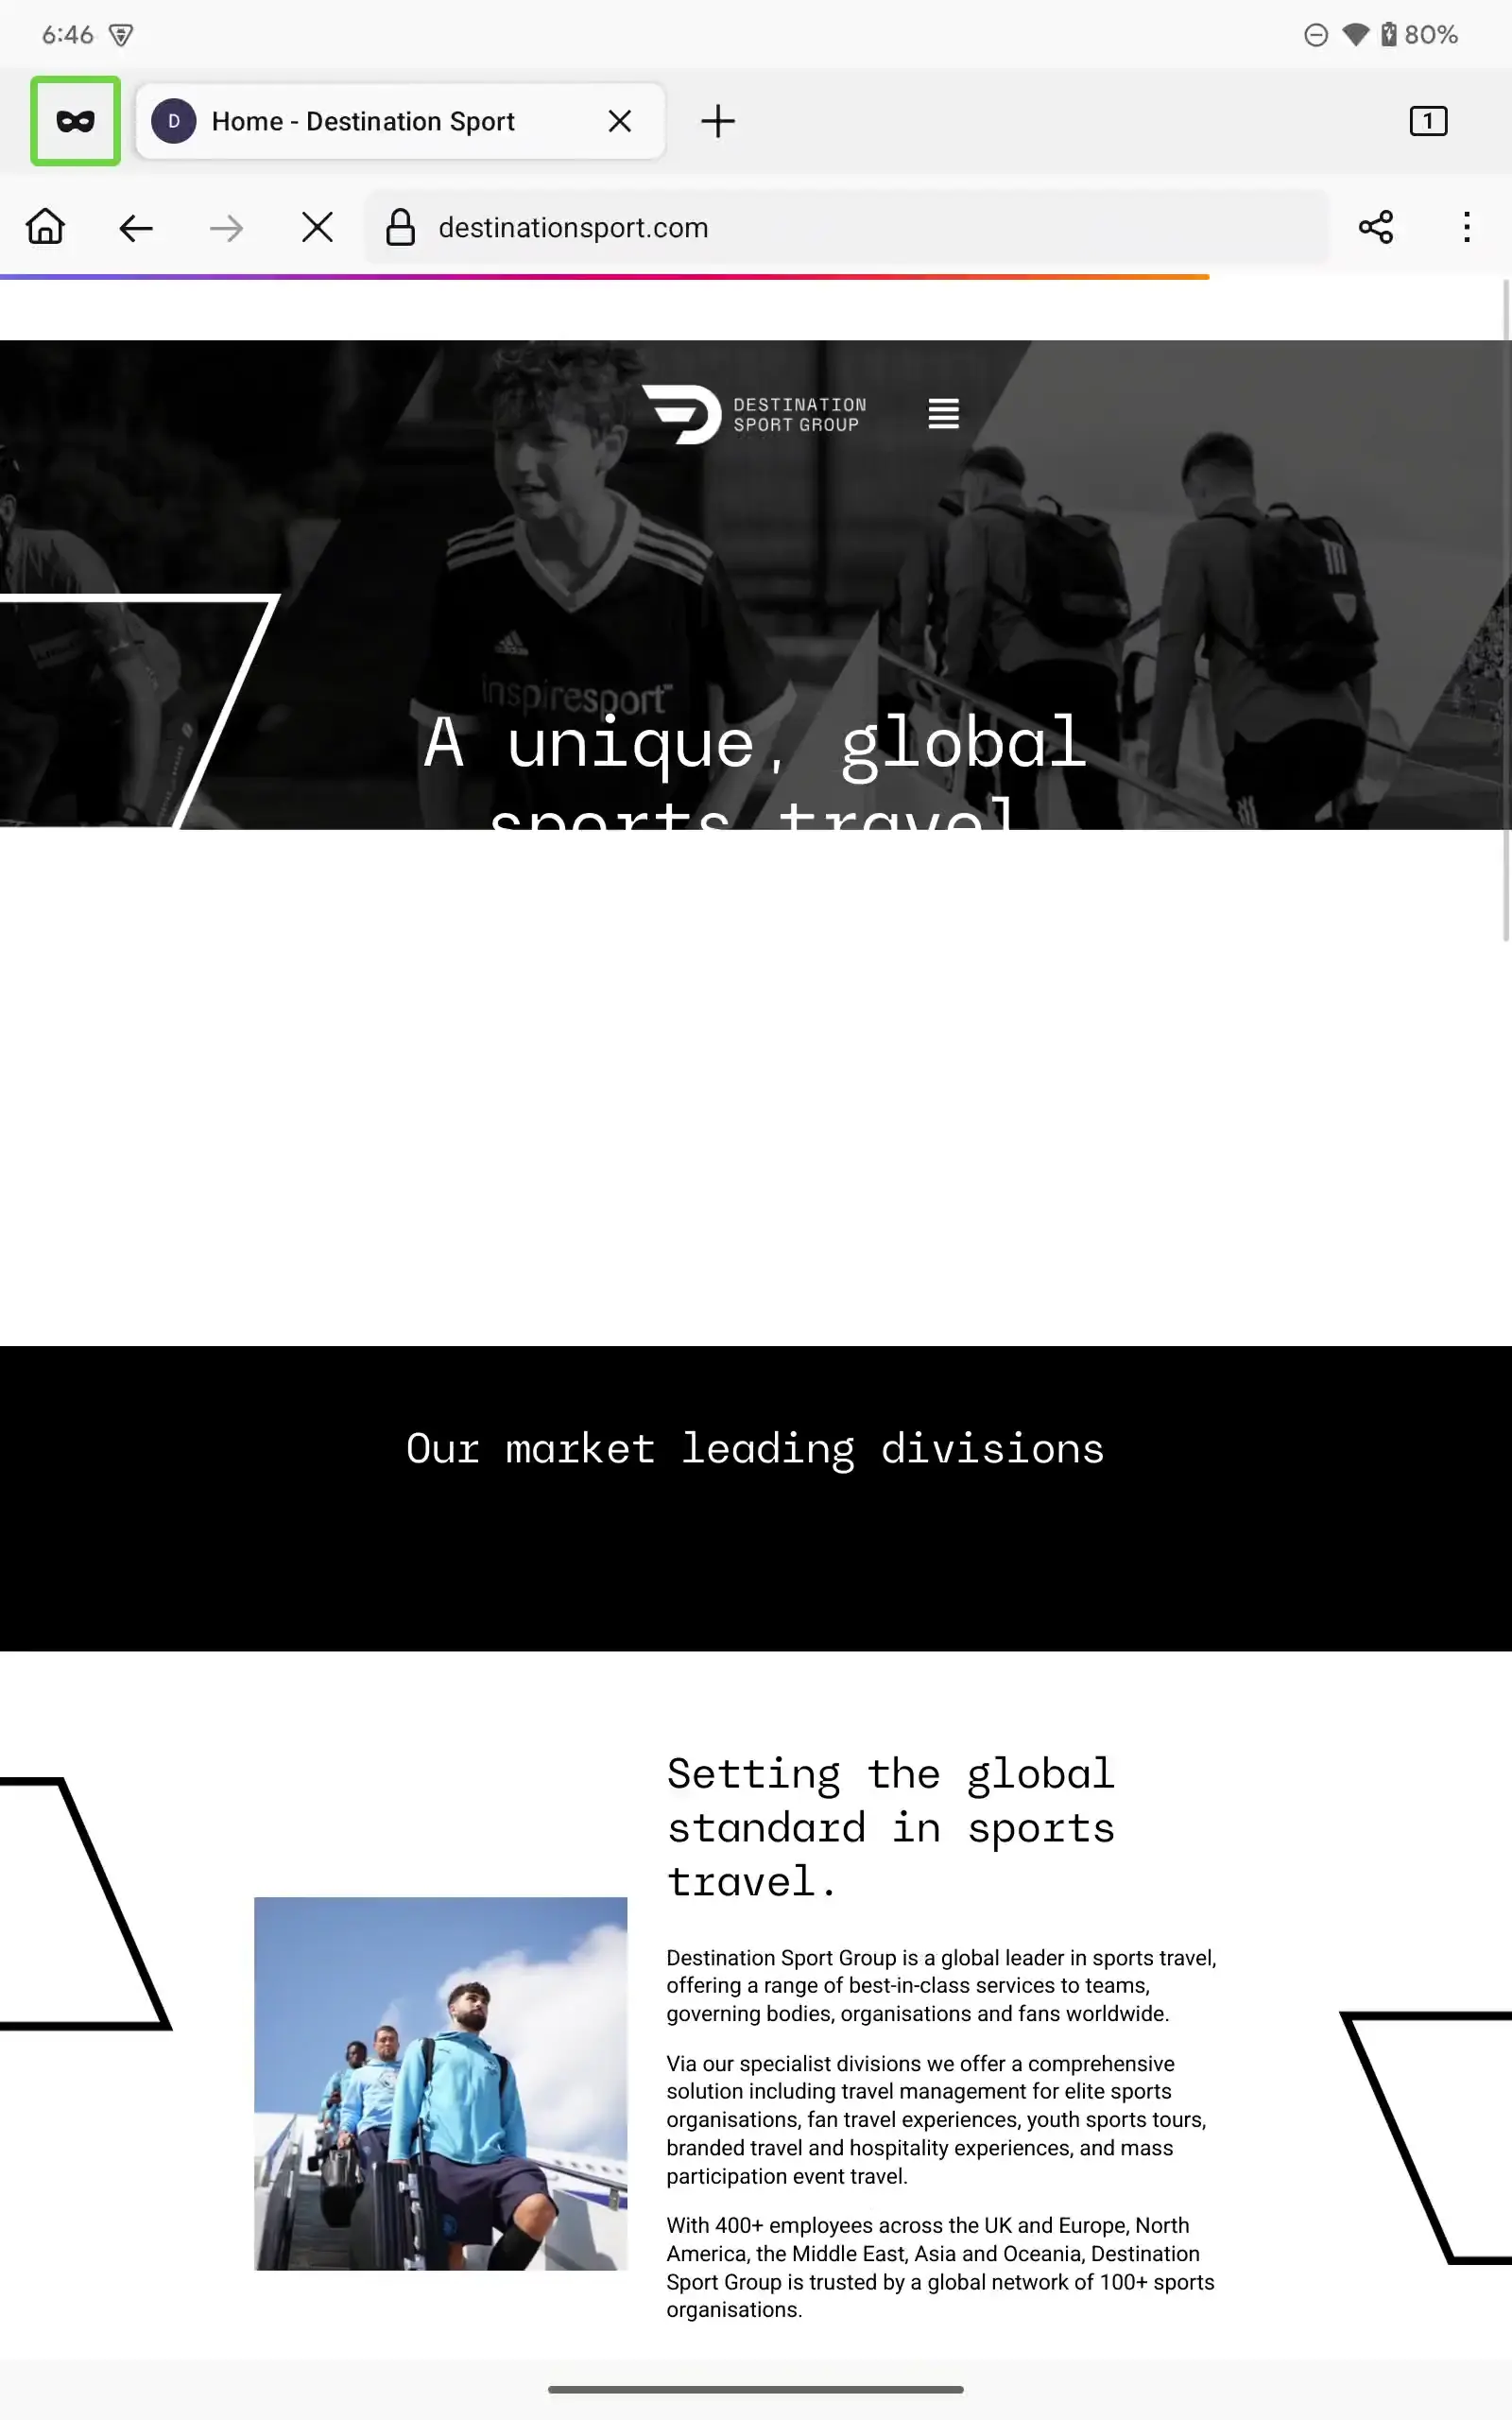 6:46
80%
D
Home - Destination Sport
1
destinationsport.com
DESTINATION
SPORT GROUP
inspiresport™
A unique, global
sports travel
Our market leading divisions
Setting the global
standard in sports
travel.
Destination Sport Group is a global leader in sports travel,
offering a range of best-in-class services to teams,
governing bodies, organisations and fans worldwide.
Via our specialist divisions we offer a comprehensive
solution including travel management for elite sports
organisations, fan travel experiences, youth sports tours,
branded travel and hospitality experiences, and mass
participation event travel.
With 400+ employees across the UK and Europe, North
America, the Middle East, Asia and Oceania, Destination
Sport Group is trusted by a global network of 100+ sports
organisations.